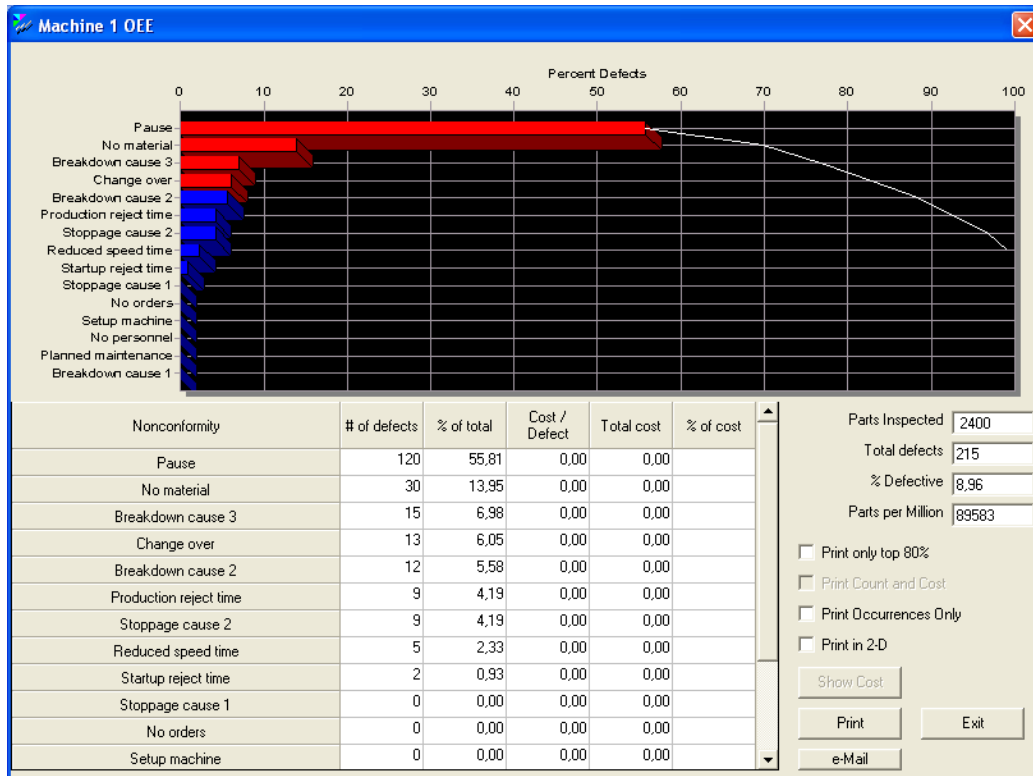 Machine 1 OEE
Percent Defects
0 10 20 30 40 50 60 70 80 90 100
Pause
No material
Breakdown cause 3
Change over
Breakdown cause 2
Production reject time
Stoppage cause 2
Reduced speed time
Startup reject time
Stoppage cause 1
No orders
Setup machine
No personnel
Planned maintenance
Breakdown cause 1
Nonconformity # of defects % of total Cost / Defect Total cost % of cost
Pause 120 55,81 0,00 0,00
No material 30 13,95 0,00 0,00
Breakdown cause 3 15 6,98 0,00 0,00
Change over 13 6,05 0,00 0,00
Breakdown cause 2 12 5,58 0,00 0,00
Production reject time 9 4,19 0,00 0,00
Stoppage cause 2 9 4,19 0,00 0,00
Reduced speed time 5 2,33 0,00 0,00
Startup reject time 2 0,93 0,00 0,00
Stoppage cause 1 0 0,00 0,00 0,00
No orders 0 0,00 0,00 0,00
Setup machine 0 0,00 0,00 0,00
Parts Inspected 2400
Total defects 215
% Defective 8,96
Parts per Million 89583
Print only top 80%
Print Count and Cost
Print Occurrences Only
Print in 2-D
Show Cost
Print Exit
e-Mail